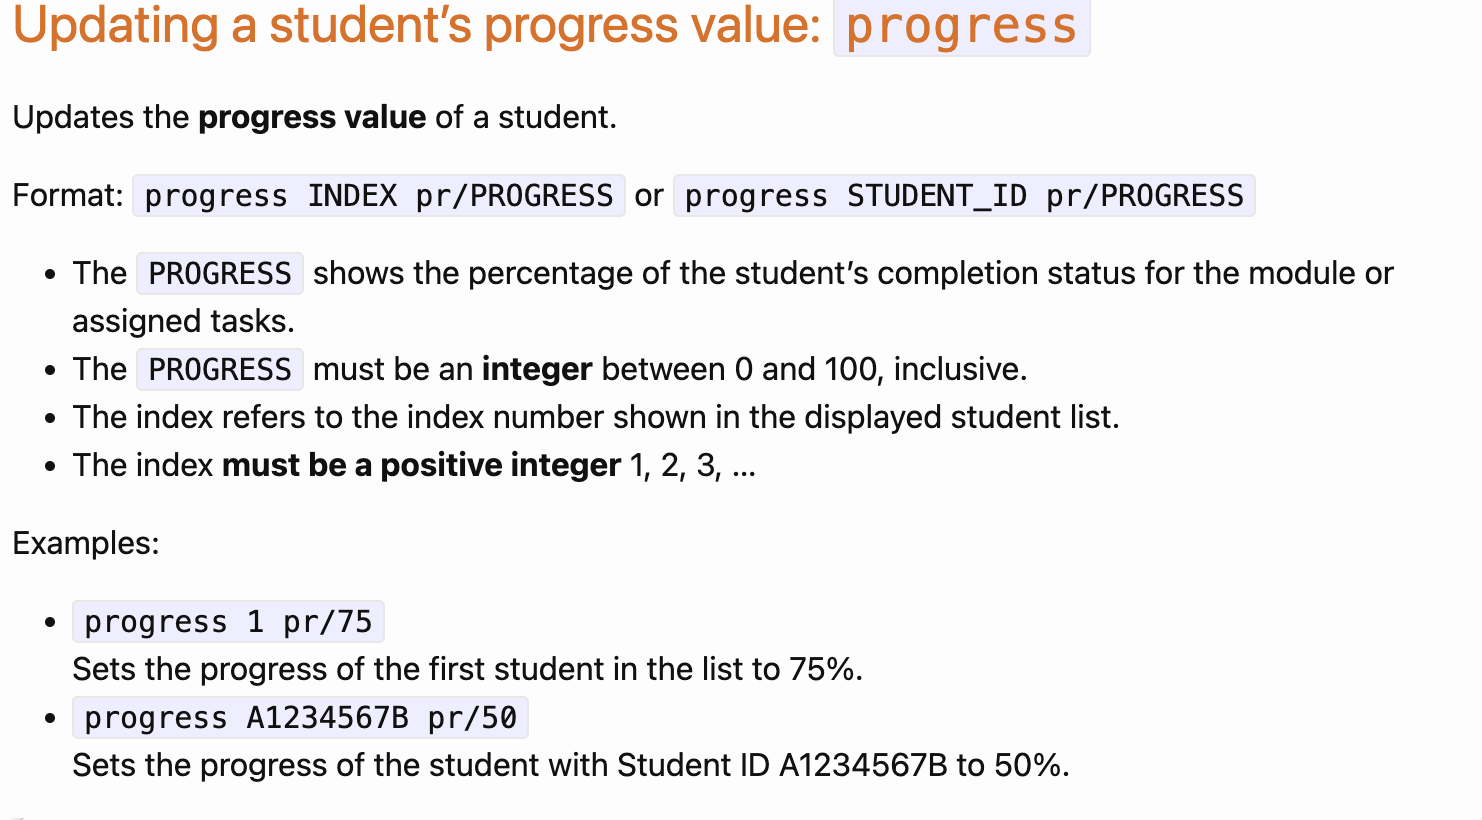 Updating a student’s progress value: progress
Updates the progress value of a student.
Format: progress INDEX pr/PROGRESS or progress STUDENT_ID pr/PROGRESS
• The PROGRESS shows the percentage of the student’s completion status for the module or
assigned tasks.
• The PROGRESS must be an integer between 0 and 100, inclusive.
• The index refers to the index number shown in the displayed student list.
• The index must be a positive integer 1, 2, 3, …
Examples:
• progress 1 pr/75
Sets the progress of the first student in the list to 75%.
• progress A1234567B pr/50
Sets the progress of the student with Student ID A1234567B to 50%.